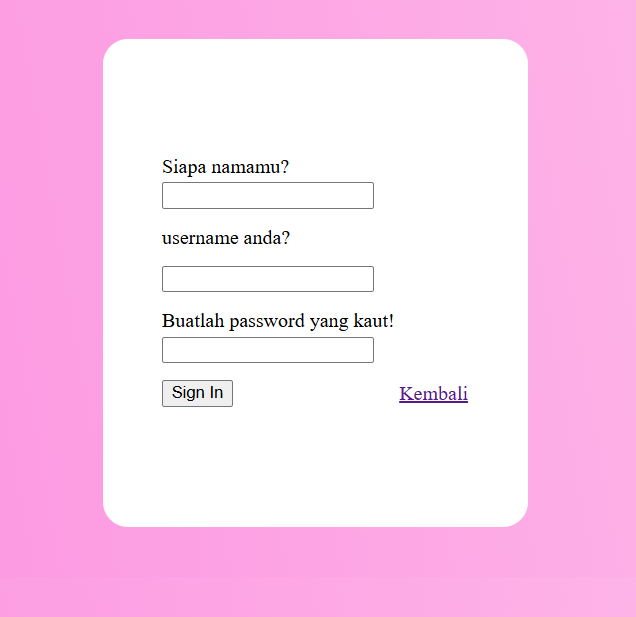 Siapa namamu?
username anda?
Buatlah password yang kaut!
Sign In
Kembali